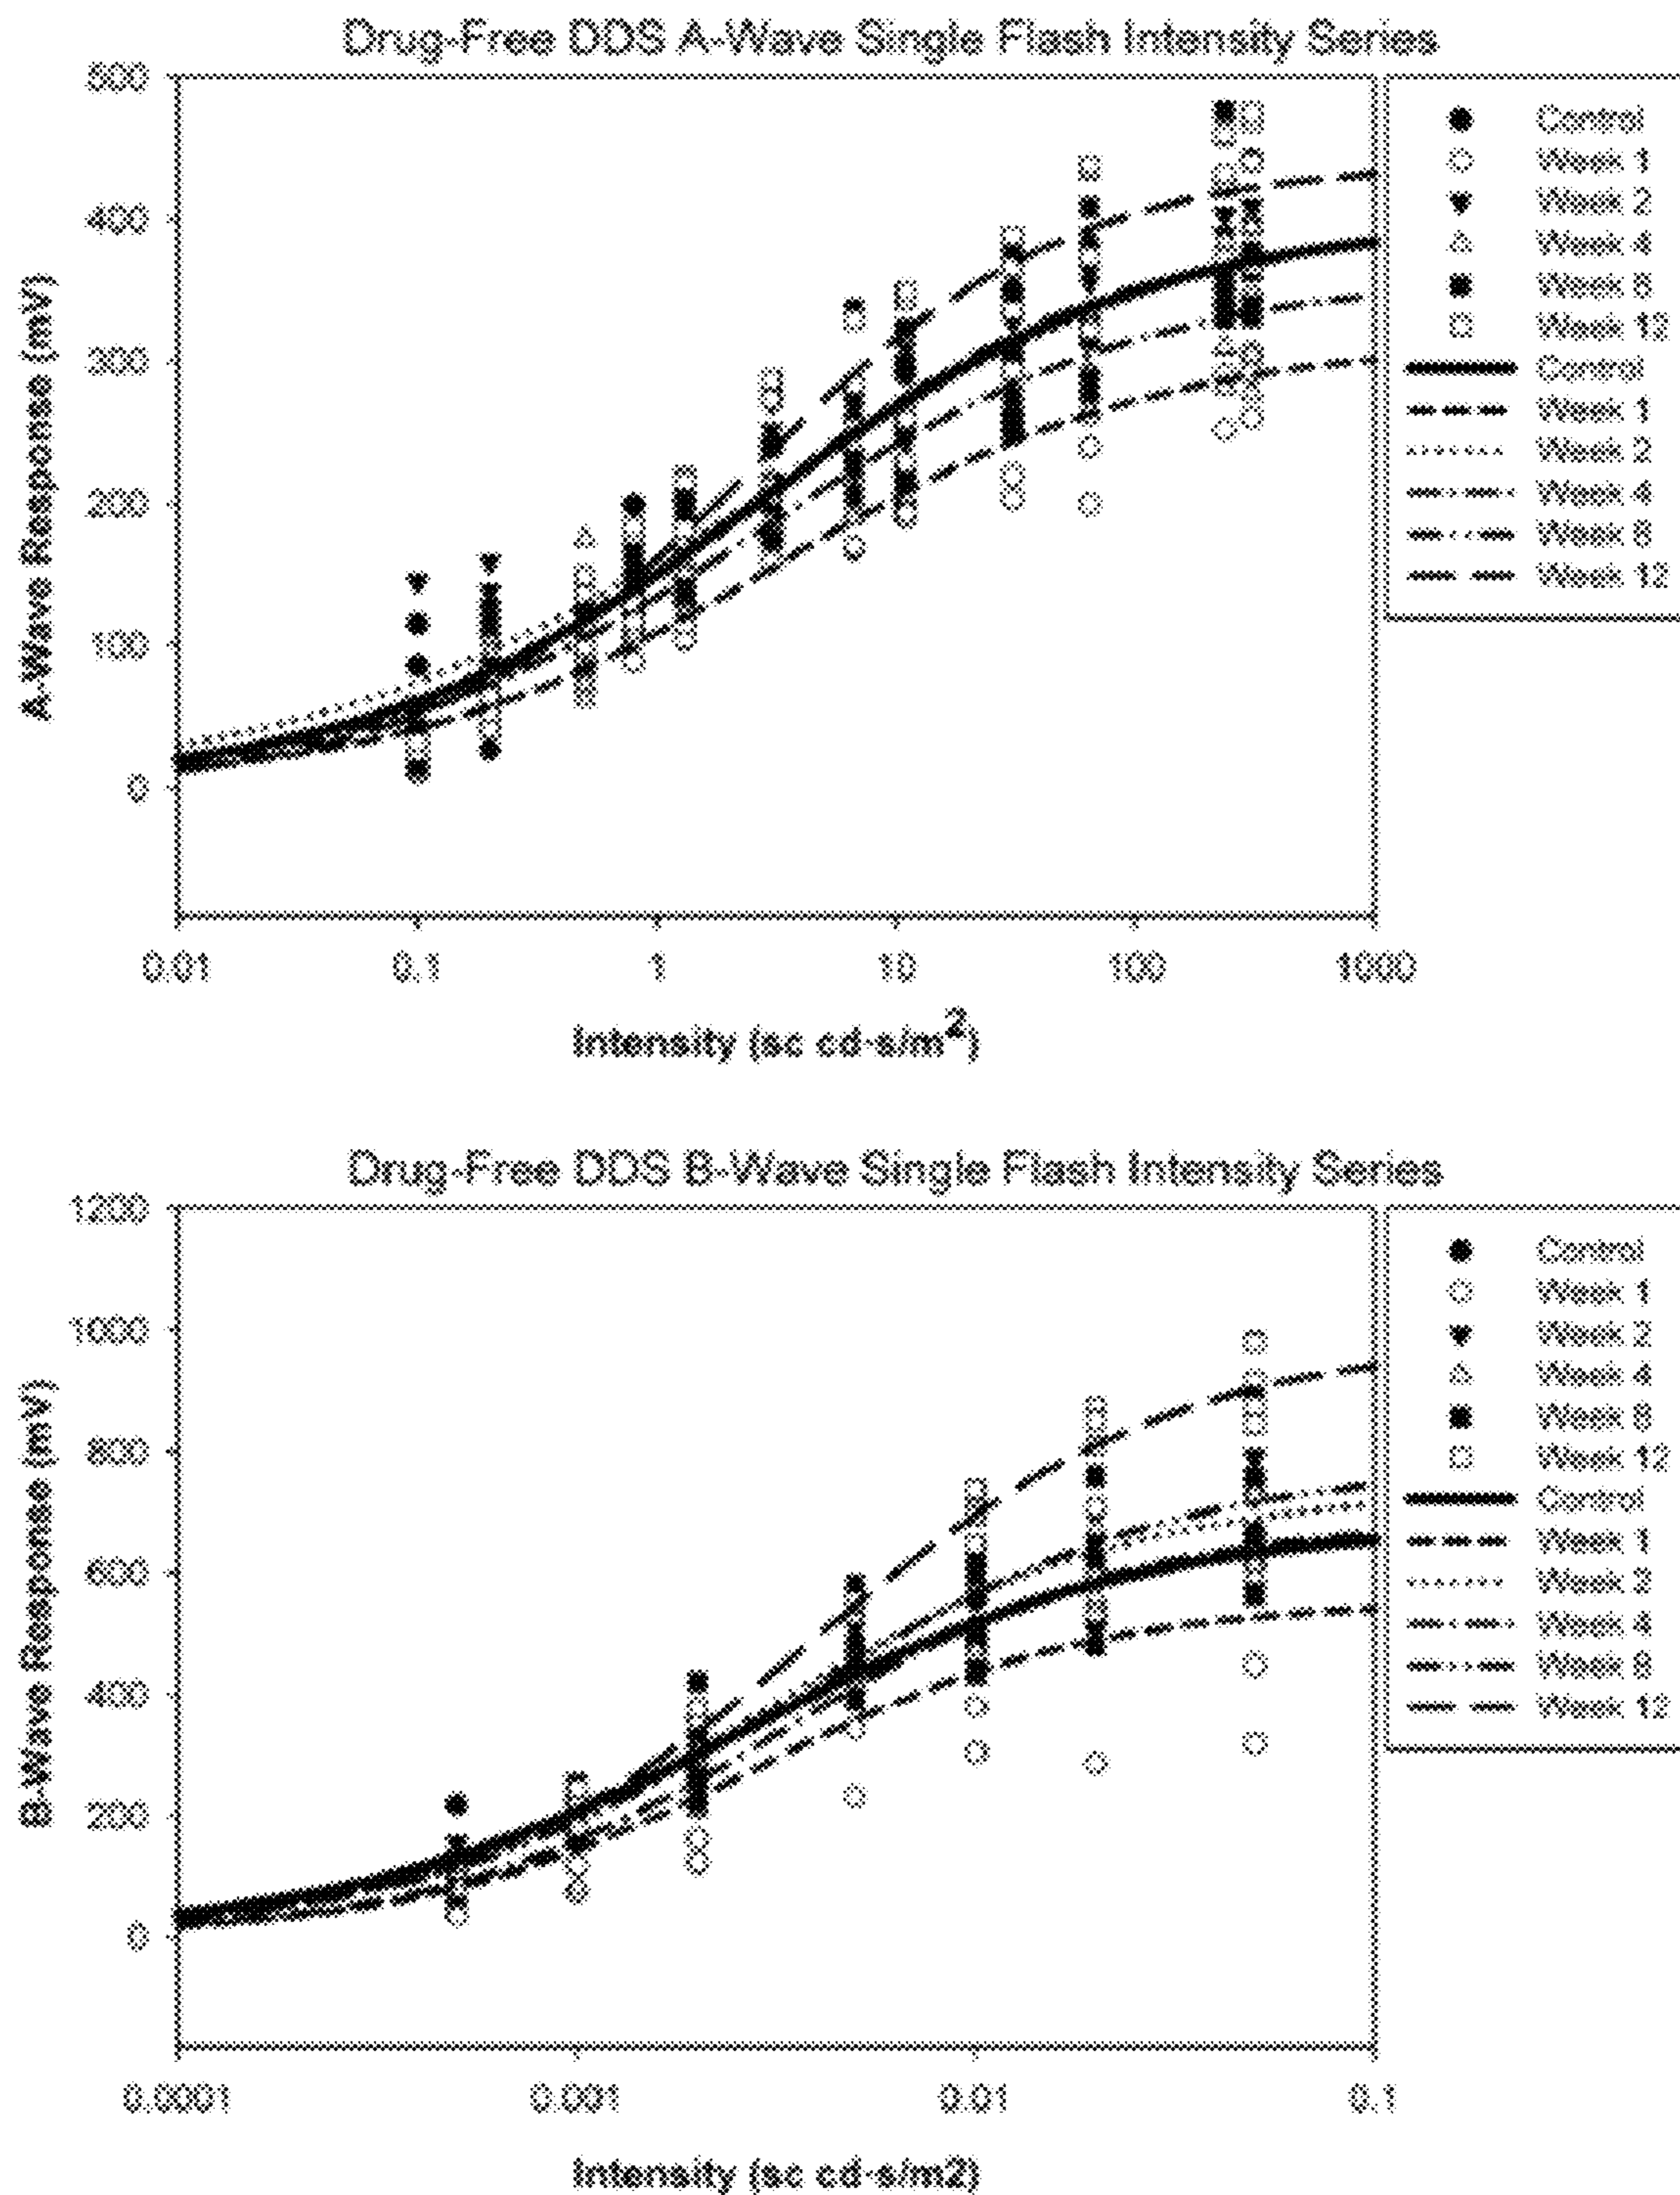 Drug-Free DDS A-Wave Single Flash Intensity Series
A-Wave Response (mV)
500
400
300
200
100
0
0.01
0.1
1
10
100
1000
Intensity (sc cd·s/m²)
Control
Week 1
Week 2
Week 4
Week 8
Week 12
Control
Week 1
Week 2
Week 4
Week 8
Week 12
Drug-Free DDS B-Wave Single Flash Intensity Series
B-Wave Response (mV)
1200
1000
800
600
400
200
0
0.0001
0.001
0.01
0.1
Intensity (sc cd·s/m2)
Control
Week 1
Week 2
Week 4
Week 8
Week 12
Control
Week 1
Week 2
Week 4
Week 8
Week 12